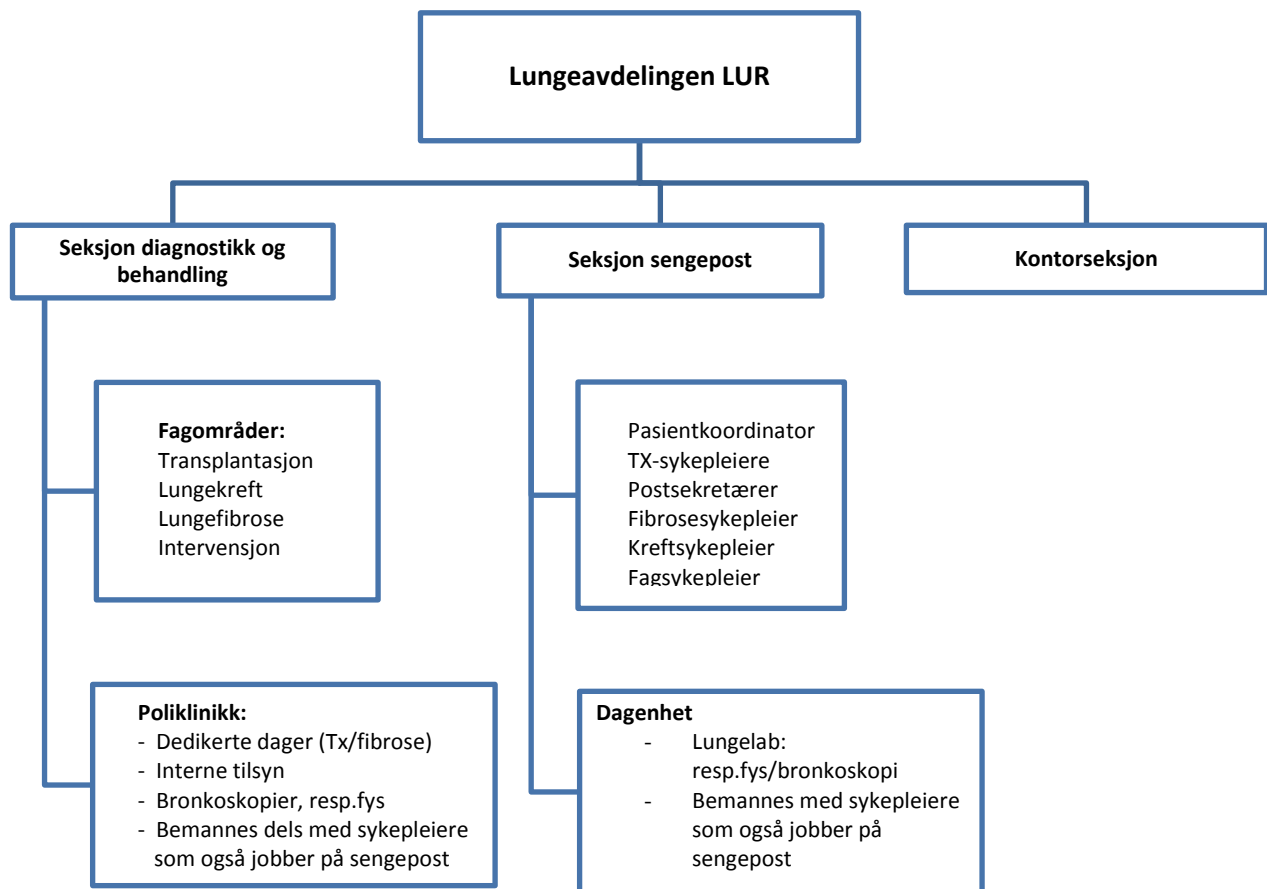 Lungeavdelingen LUR
Seksjon diagnostikk og
behandling
Seksjon sengepost
Kontorseksjon
Fagområder:
Transplantasjon
Lungekreft
Lungefibrose
Intervensjon
Pasientkoordinator
TX-sykepleiere
Postsekretærer
Fibrosesykepleier
Kreftsykepleier
Fagsykepleier
Poliklinikk:
- Dedikerte dager (Tx/fibrose)
- Interne tilsyn
- Bronkoskopier, resp.fys
- Bemannes dels med sykepleiere
som også jobber på sengepost
Dagenhet
- Lungelab:
resp.fys/bronkoskopi
- Bemannes med sykepleiere
som også jobber på
sengepost